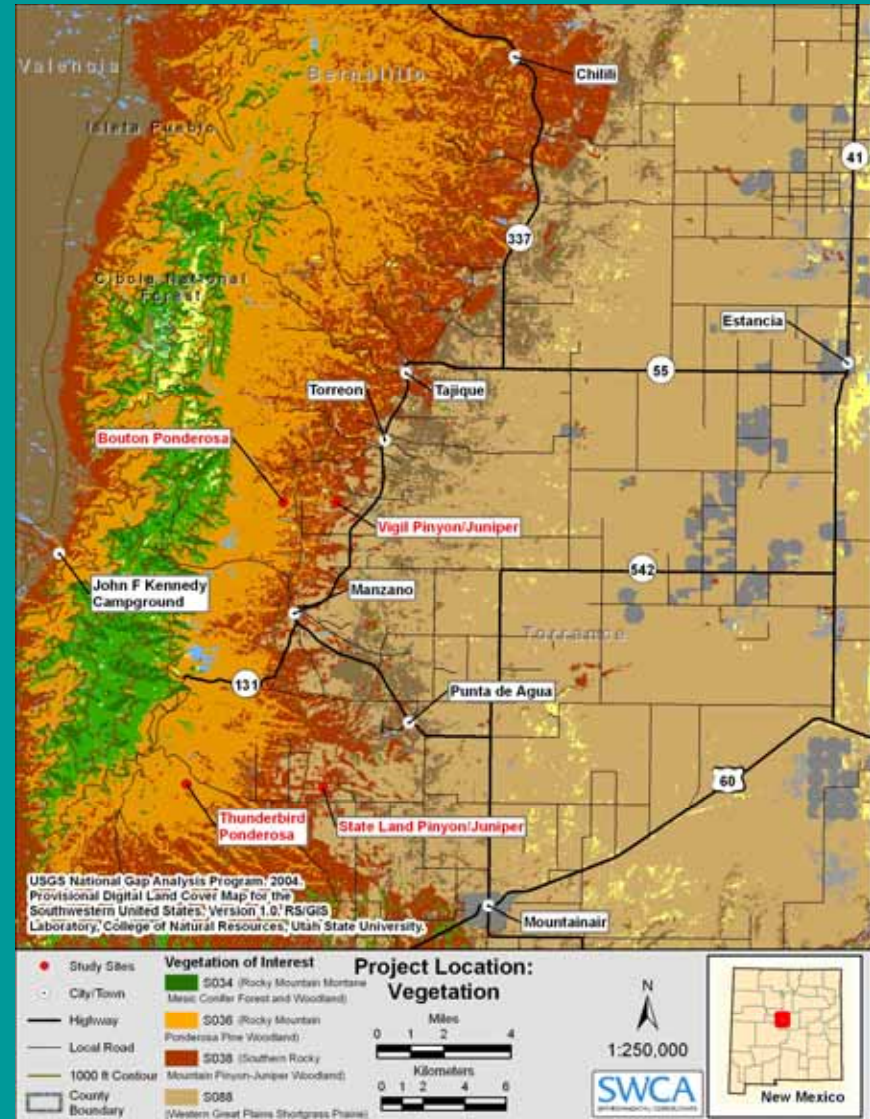 Valencia
Bernalillo
Chilili
Isleta Pueblo
41
337
Cibola National
Forest
Estancia
55
Torreon
Tajique
Bouton Ponderosa
Vigil Pinyon/Juniper
542
John F Kennedy
Campground
Manzano
Torrance
131
Punta de Agua
60
Thunderbird
Ponderosa
State Land Pinyon/Juniper
USGS National Gap Analysis Program. 2004.
Provisional Digital Land Cover Map for the
Southwestern United States. Version 1.0. RS/GIS
Laboratory, College of Natural Resources, Utah State University.
Mountainair
Study Sites
City/Town
Highway
Local Road
1000 ft Contour
County
Boundary
Vegetation of Interest
S034 (Rocky Mountain Montane
Mesic Conifer Forest and Woodland)
S036 (Rocky Mountain
Ponderosa Pine Woodland)
S038 (Southern Rocky
Mountain Pinyon-Juniper Woodland)
S088
(Western Great Plains Shortgrass Prairie)
Project Location:
Vegetation
Miles
0 1 2 4
Kilometers
0 1 2 4 6
N
1:250,000
SWCA
ENVIRONMENTAL CONSULTANTS
New Mexico